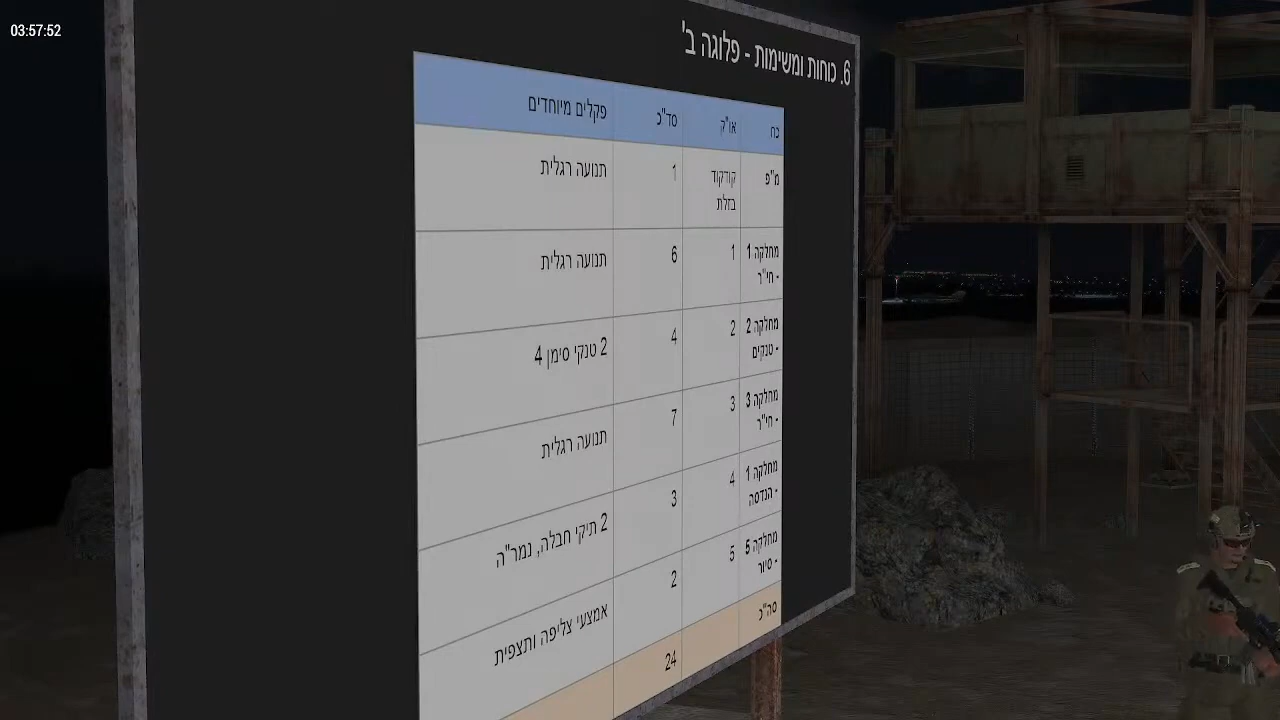 03:57:52
6. כוחות ומשימות - פלוגה ב'
כח או"ק סד"כ פקלים מיוחדים
מ"פ קודקוד בזלת 1 תנועה רגלית
מחלקה 1 - חי"ר 1 6 תנועה רגלית
מחלקה 2 - טנקים 2 4 2 טנקי סימן 4
מחלקה 3 - חי"ר 3 7 תנועה רגלית
מחלקה 1 - הנדסה 4 3 2 תיקי חבלה, נמר"ה
מחלקה 5 - סיור 5 2 אמצעי צליפה ותצפית
סה"כ 24